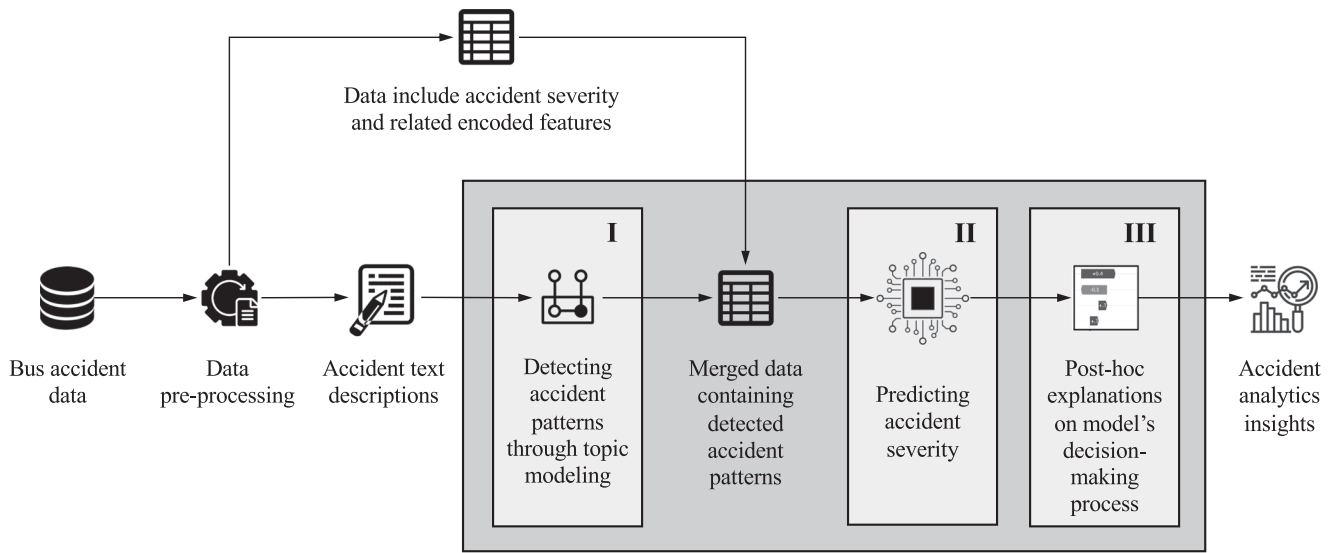 Data include accident severity
and related encoded features
I
II
III
Bus accident
data
Data
pre-processing
Accident text
descriptions
Detecting
accident
patterns
through topic
modeling
Merged data
containing
detected
accident
patterns
Predicting
accident
severity
Post-hoc
explanations
on model's
decision-
making
process
Accident
analytics
insights